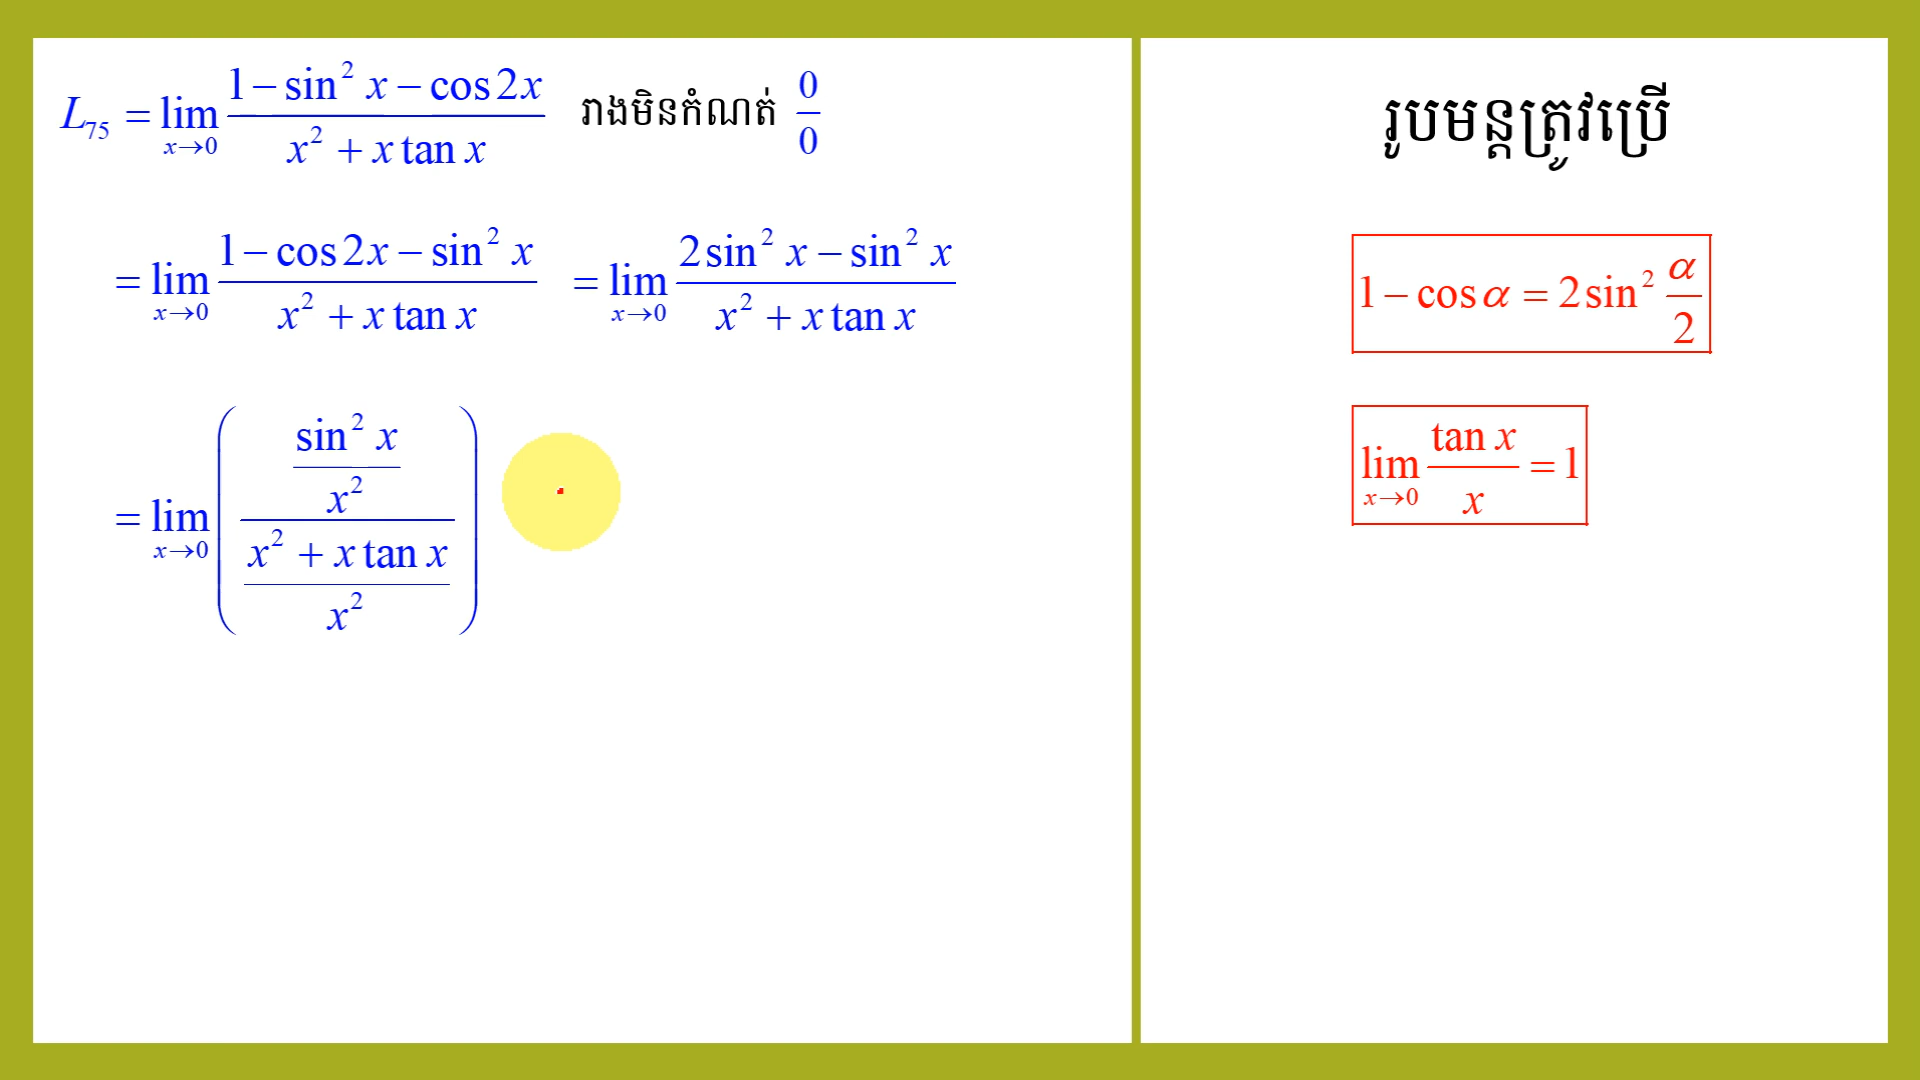 L₇₅ = lim x→0 (1 − sin² x − cos 2x)/(x² + x tan x) រាងមិនកំណត់ 0/0
= lim x→0 (1 − cos 2x − sin² x)/(x² + x tan x) = lim x→0 (2 sin² x − sin² x)/(x² + x tan x)
= lim x→0 ((sin² x / x²)/((x² + x tan x)/x²))
រូបមន្តត្រូវប្រើ
1 − cos α = 2 sin² α/2
lim x→0 tan x / x = 1